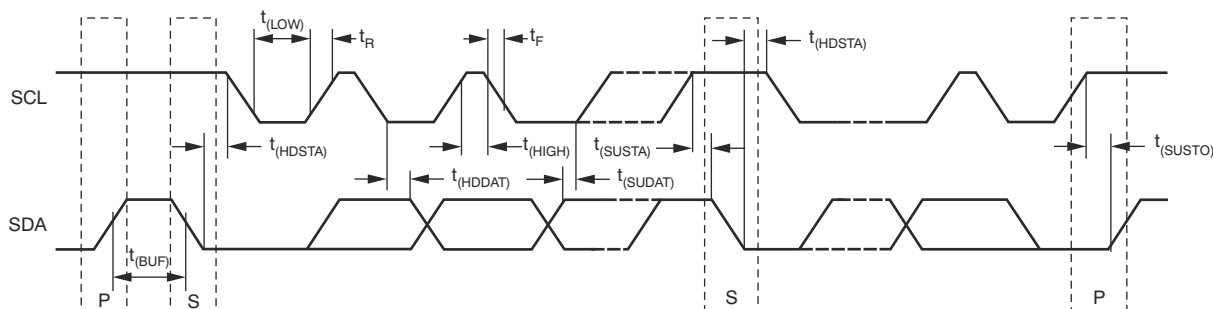 t(LOW)
tR
tF
t(HDSTA)
SCL
t(HDSTA)
t(HIGH)
t(SUSTA)
t(SUSTO)
t(HDDAT)
t(SUDAT)
SDA
t(BUF)
P
S
S
P